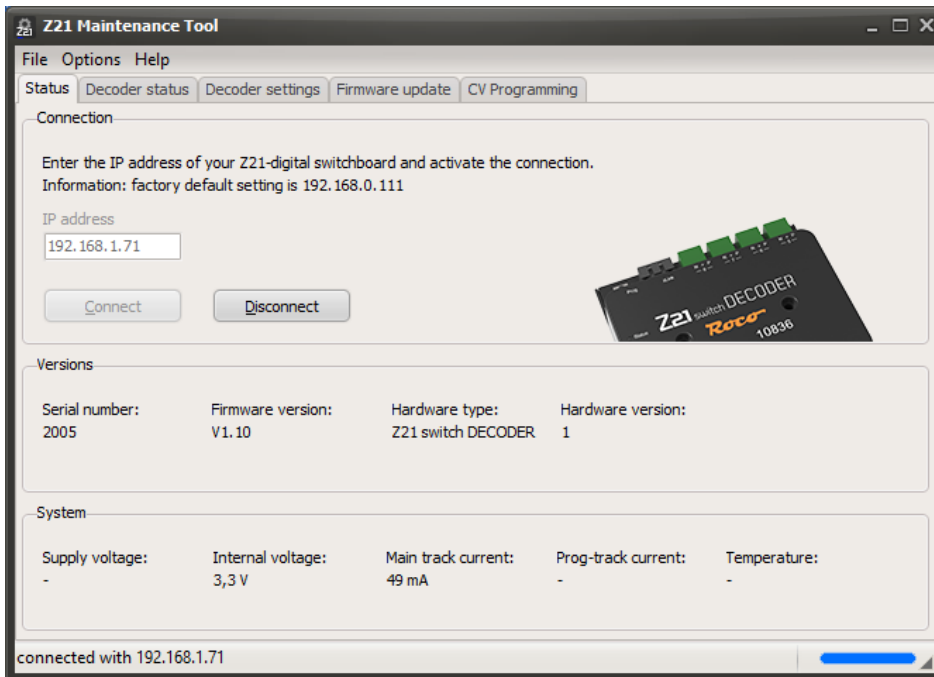 Z21 Maintenance Tool
File Options Help
Status Decoder status Decoder settings Firmware update CV Programming
Connection
Enter the IP address of your Z21-digital switchboard and activate the connection.
Information: factory default setting is 192.168.0.111
IP address
192.168.1.71
Connect Disconnect
Z21 switch DECODER
Roco
10836
Versions
Serial number: Firmware version: Hardware type: Hardware version:
2005 V1.10 Z21 switch DECODER 1
System
Supply voltage: Internal voltage: Main track current: Prog-track current: Temperature:
- 3,3 V 49 mA - -
connected with 192.168.1.71